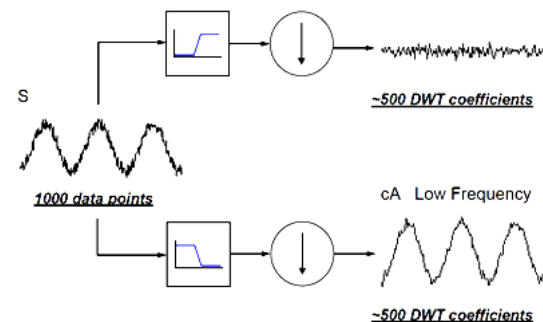 S
~500 DWT coefficients
1000 data points
cA Low Frequency
~500 DWT coefficients